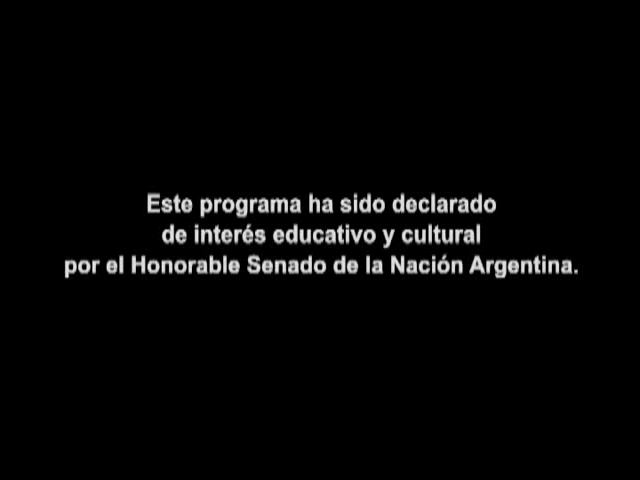 Este programa ha sido declarado
de interés educativo y cultural
por el Honorable Senado de la Nación Argentina.